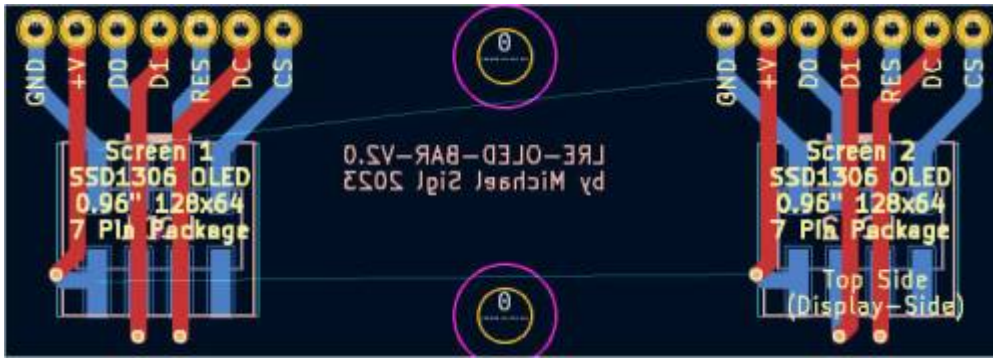 GND
+V
D0
D1
RES
DC
CS
0
GND
+V
D0
D1
RES
DC
CS
Screen 1
SSD1306 OLED
0.96" 128x64
7 Pin Package
LRE-OLED-BAR-V2.0
by Michael Sigl 2023
Screen 2
SSD1306 OLED
0.96" 128x64
7 Pin Package
0
Top Side
(Display-Side)